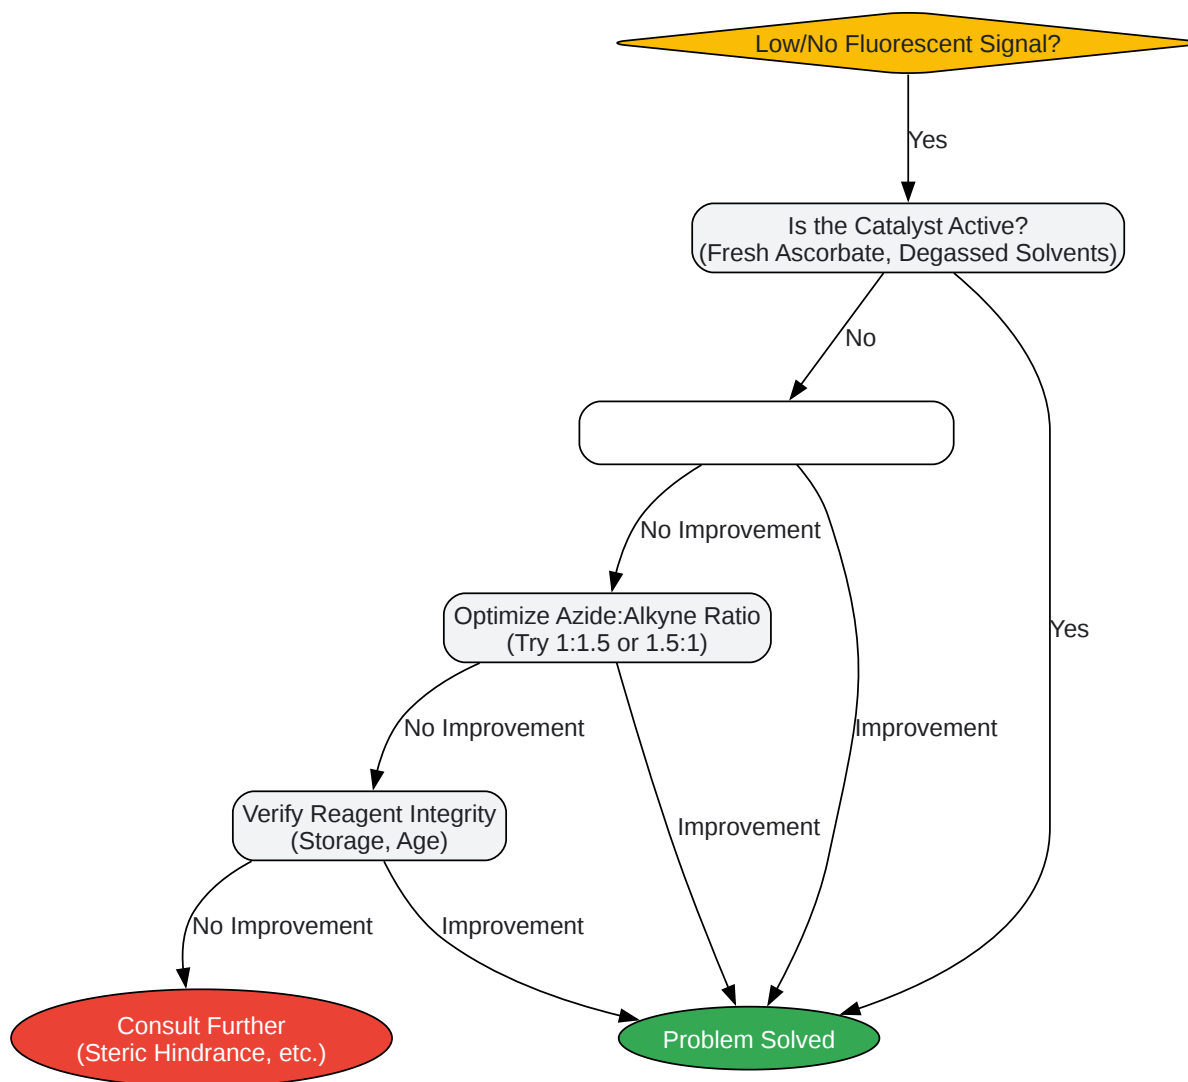 Low/No Fluorescent Signal?
Yes
Is the Catalyst Active?
(Fresh Ascorbate, Degassed Solvents)
No
No Improvement
Optimize Azide:Alkyne Ratio
(Try 1:1.5 or 1.5:1)
Yes
No Improvement
Improvement
Verify Reagent Integrity
(Storage, Age)
Improvement
No Improvement
Improvement
Consult Further
(Steric Hindrance, etc.)
Problem Solved